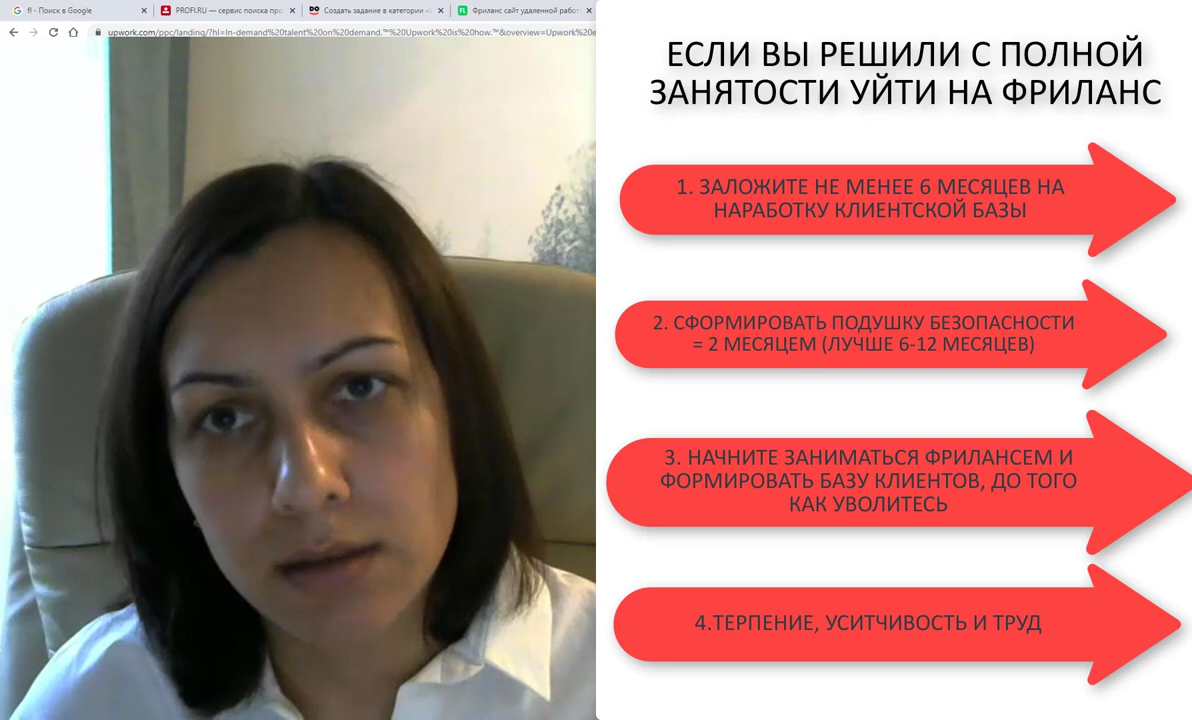 fl - Поиск в Google
PROFI.RU — сервис поиска про
Создать задание в категории «
Фриланс сайт удаленной работ
upwork.com/ppc/landing/?hl=In-demand%20talent%20on%20demand.™%20Upwork%20is%20how.™&overview=Upwork%20e
ЕСЛИ ВЫ РЕШИЛИ С ПОЛНОЙ
ЗАНЯТОСТИ УЙТИ НА ФРИЛАНС
1. ЗАЛОЖИТЕ НЕ МЕНЕЕ 6 МЕСЯЦЕВ НА
НАРАБОТКУ КЛИЕНТСКОЙ БАЗЫ
2. СФОРМИРОВАТЬ ПОДУШКУ БЕЗОПАСНОСТИ
= 2 МЕСЯЦЕМ (ЛУЧШЕ 6-12 МЕСЯЦЕВ)
3. НАЧНИТЕ ЗАНИМАТЬСЯ ФРИЛАНСЕМ И
ФОРМИРОВАТЬ БАЗУ КЛИЕНТОВ, ДО ТОГО
КАК УВОЛИТЕСЬ
4.ТЕРПЕНИЕ, УСИТЧИВОСТЬ И ТРУД